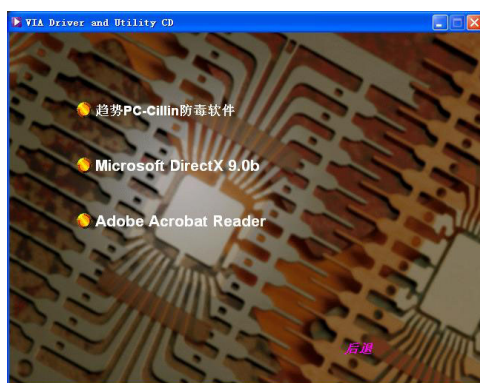 VIA Driver and Utility CD
趋势PC-Cillin防毒软件
Microsoft DirectX 9.0b
Adobe Acrobat Reader
后退